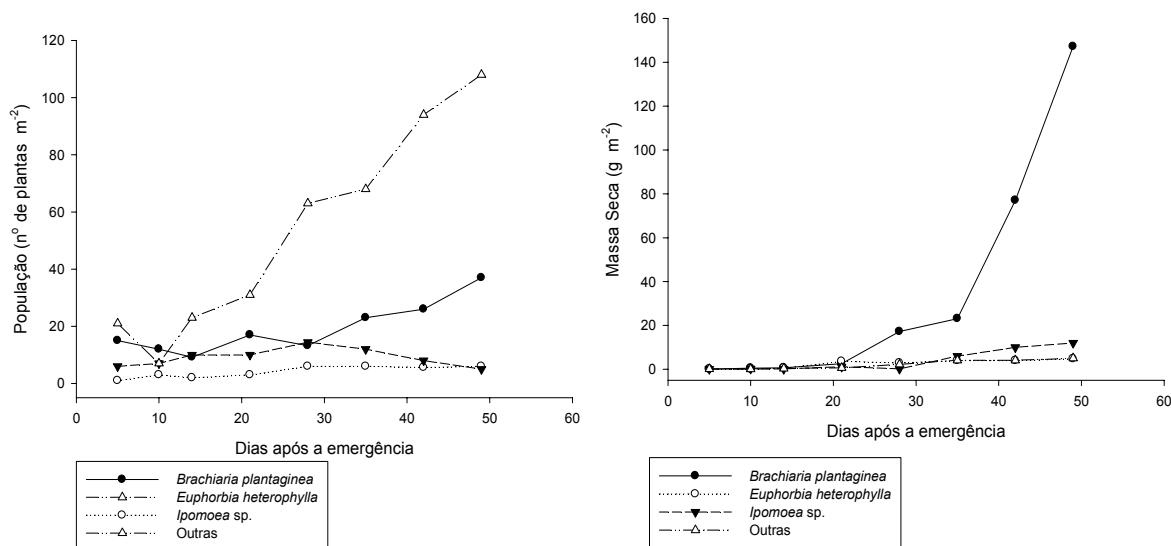 População (nº de plantas m-2)
120
100
80
60
40
20
0
0 10 20 30 40 50 60
Dias após a emergência
Brachiaria plantaginea
Euphorbia heterophylla
Ipomoea sp.
Outras
Massa Seca (g m-2)
160
140
120
100
80
60
40
20
0
0 10 20 30 40 50 60
Dias após a emergência
Brachiaria plantaginea
Euphorbia heterophylla
Ipomoea sp.
Outras